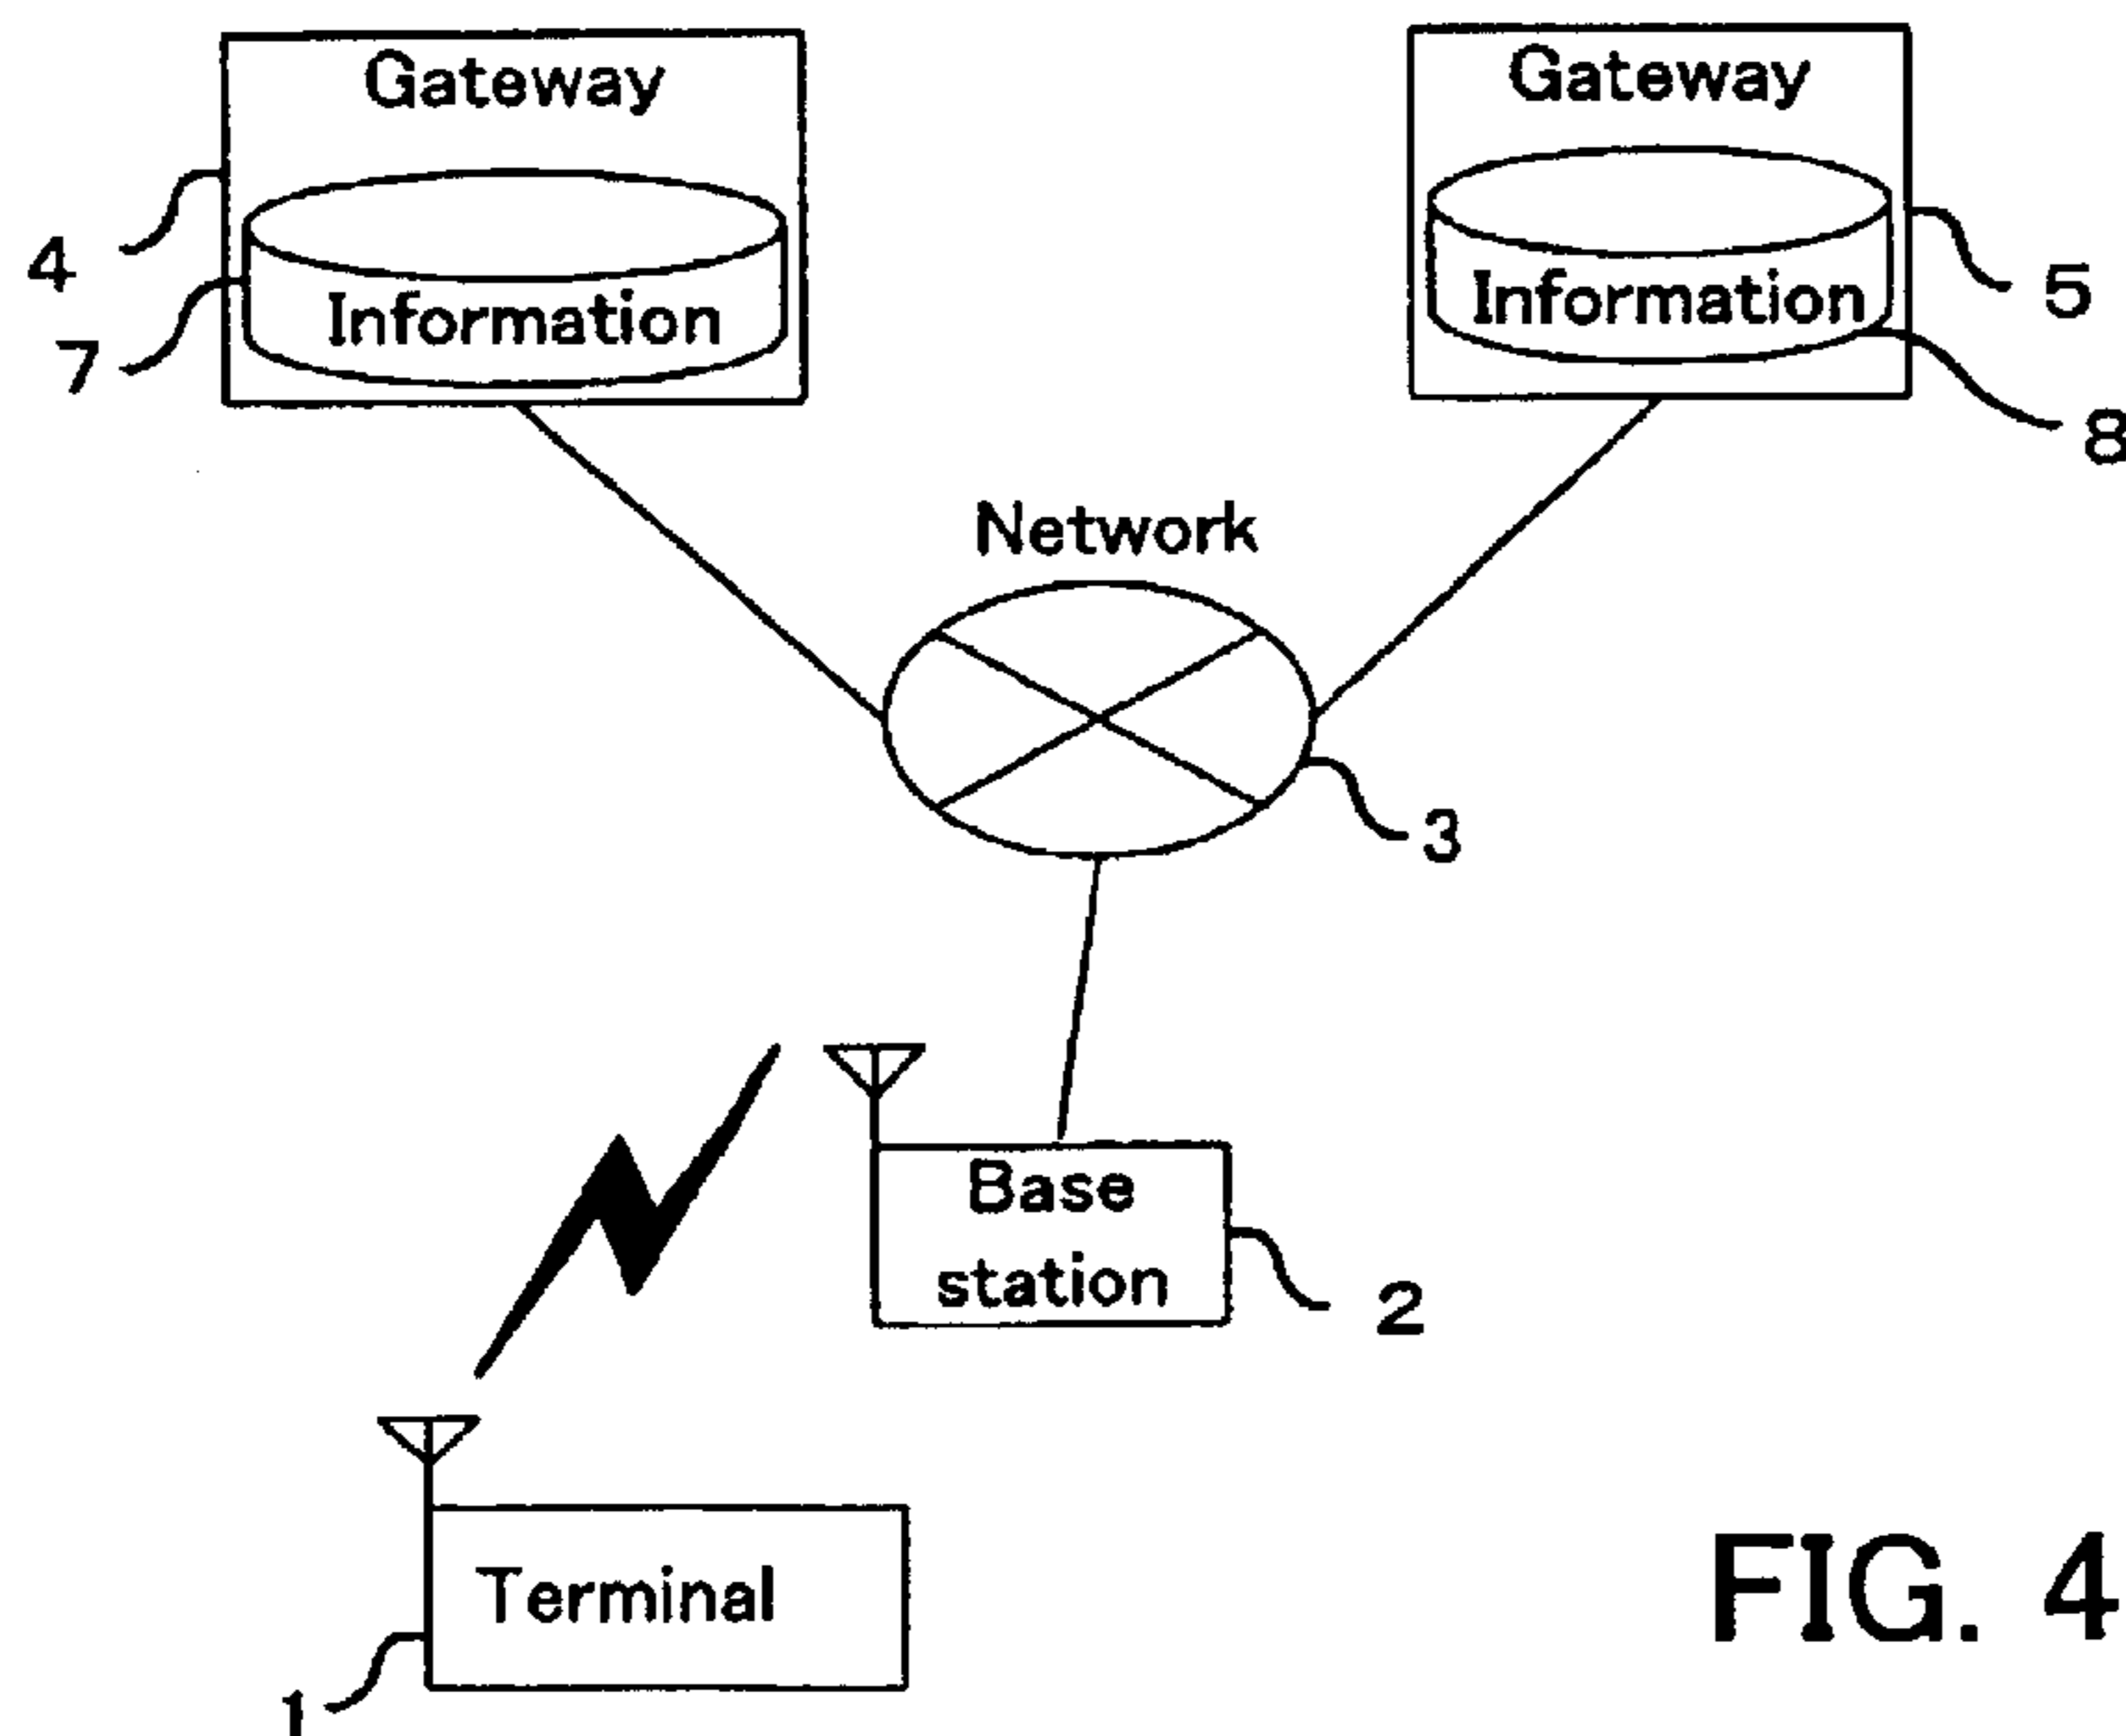 Gateway
Gateway
4
7
Information
Information
5
8
Network
3
Base
station
2
Terminal
1
FIG. 4